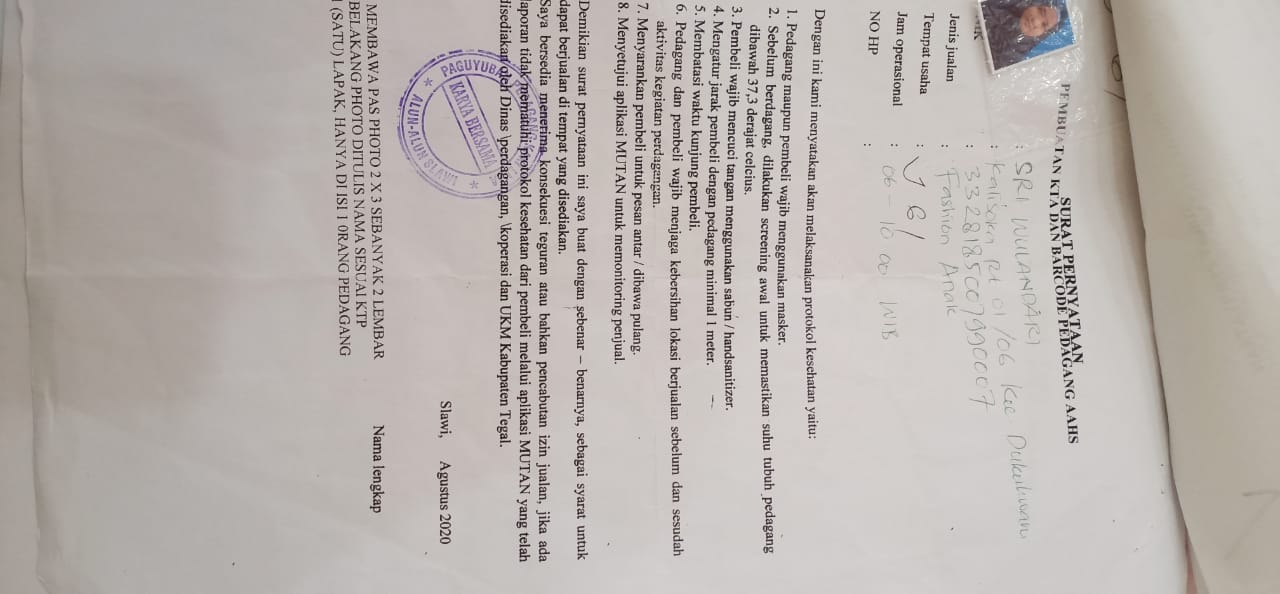 SURAT PERNYATAAN
PEMBUATAN KTA DAN BARCODE PEDAGANG AAHS
: SRI WULANDARI
: Kalisoka Rt 01/06 Kec Dukuhwaru
NIK : 3328185007990007
Jenis jualan : Fashion Anak
Tempat usaha :
Jam operasional : 06 - 10 00 WIB
NO HP :
Dengan ini kami menyatakan akan melaksanakan protokol kesehatan yaitu:
1. Pedagang maupun pembeli wajib menggunakan masker.
2. Sebelum berdagang, dilakukan screening awal untuk memastikan suhu tubuh pedagang
dibawah 37,3 derajat celcius.
3. Pembeli wajib mencuci tangan menggunakan sabun / handsanitizer.
4. Mengatur jarak pembeli dengan pedagang minimal 1 meter.
5. Membatasi waktu kunjung pembeli.
6. Pedagang dan pembeli wajib menjaga kebersihan lokasi berjualan sebelum dan sesudah
aktivitas kegiatan perdagangan.
7. Menyarankan pembeli untuk pesan antar / dibawa pulang.
8. Menyetujui aplikasi MUTAN untuk memonitoring penjual.
Demikian surat pernyataan ini saya buat dengan sebenar – benarnya, sebagai syarat untuk
dapat berjualan di tempat yang disediakan.
Saya bersedia menerima konsekuesi teguran atau bahkan pencabutan izin jualan, jika ada
laporan tidak mematuhi protokol kesehatan dari pembeli melalui aplikasi MUTAN yang telah
disediakan oleh Dinas perdagangan, koperasi dan UKM Kabupaten Tegal.
KARYA BERSAMA
ALUN-ALUN SLAWI
Slawi, Agustus 2020
Nama lengkap
MEMBAWA PAS PHOTO 2 X 3 SEBANYAK 2 LEMBAR
BELAKANG PHOTO DITULIS NAMA SESUAI KTP
1 (SATU) LAPAK, HANYA DI ISI 1 ORANG PEDAGANG